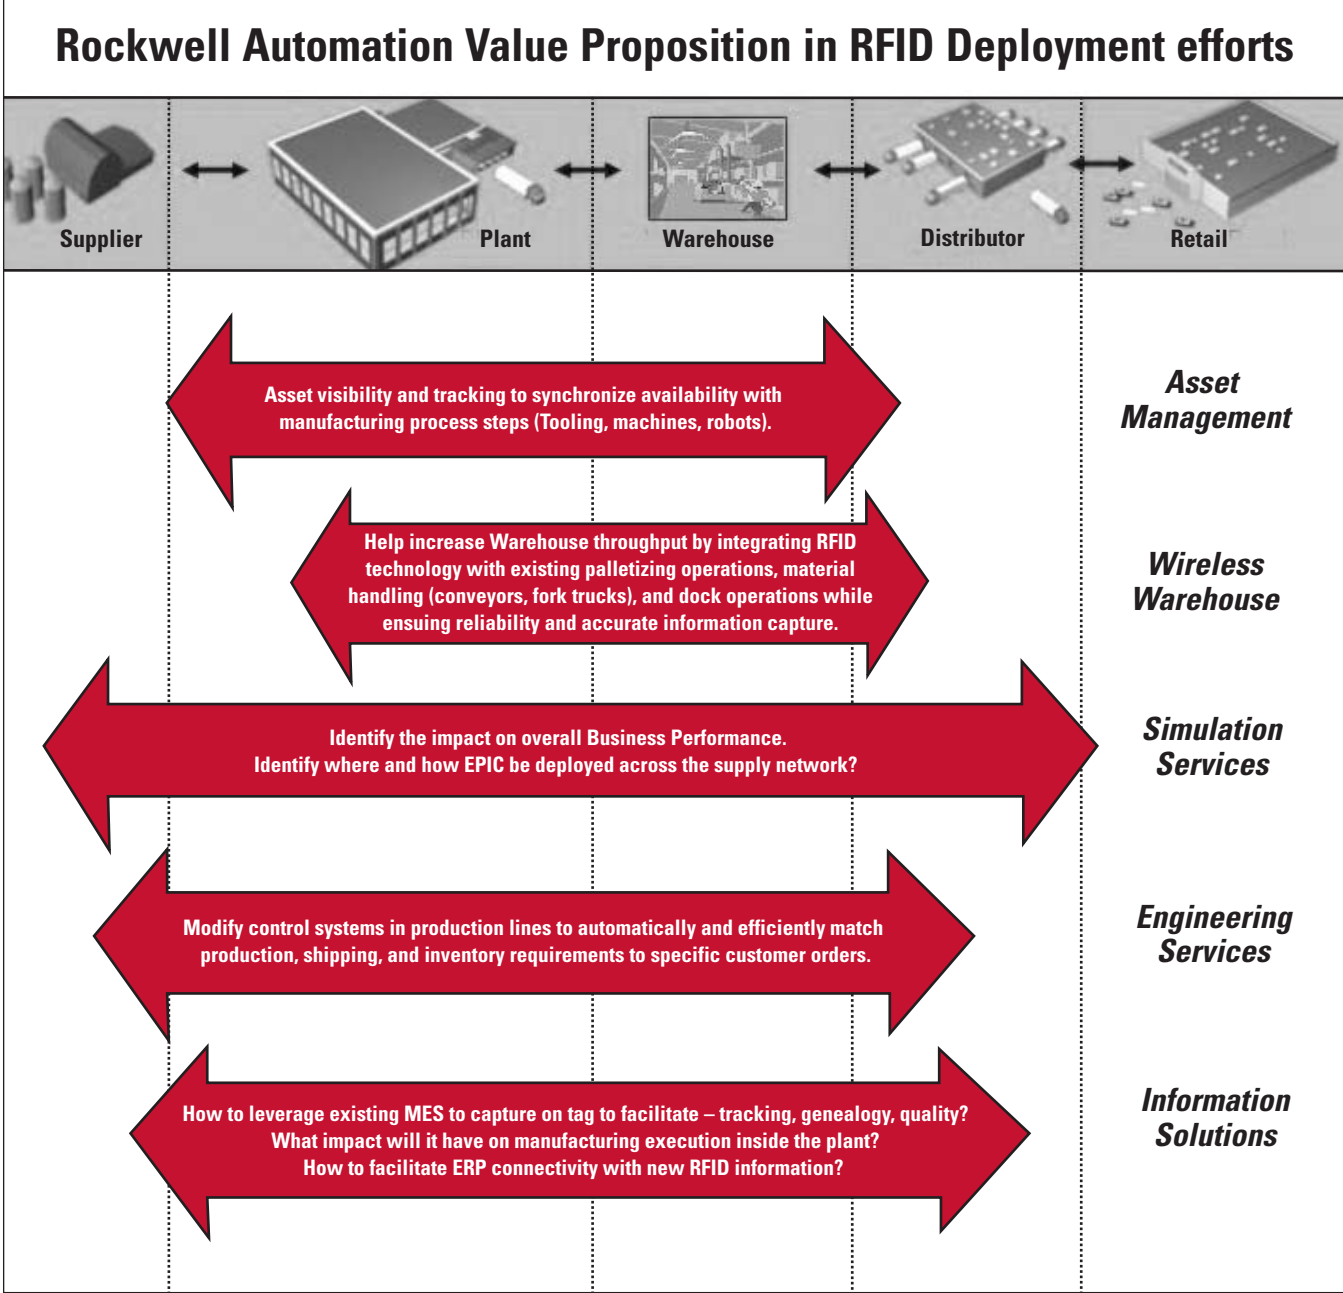 Rockwell Automation Value Proposition in RFID Deployment efforts
Supplier
Plant
Warehouse
Distributor
Retail
Asset visibility and tracking to synchronize availability with
manufacturing process steps (Tooling, machines, robots).
Asset
Management
Help increase Warehouse throughput by integrating RFID
technology with existing palletizing operations, material
handling (conveyors, fork trucks), and dock operations while
ensuing reliability and accurate information capture.
Wireless
Warehouse
Identify the impact on overall Business Performance.
Identify where and how EPIC be deployed across the supply network?
Simulation
Services
Modify control systems in production lines to automatically and efficiently match
production, shipping, and inventory requirements to specific customer orders.
Engineering
Services
How to leverage existing MES to capture on tag to facilitate – tracking, genealogy, quality?
What impact will it have on manufacturing execution inside the plant?
How to facilitate ERP connectivity with new RFID information?
Information
Solutions